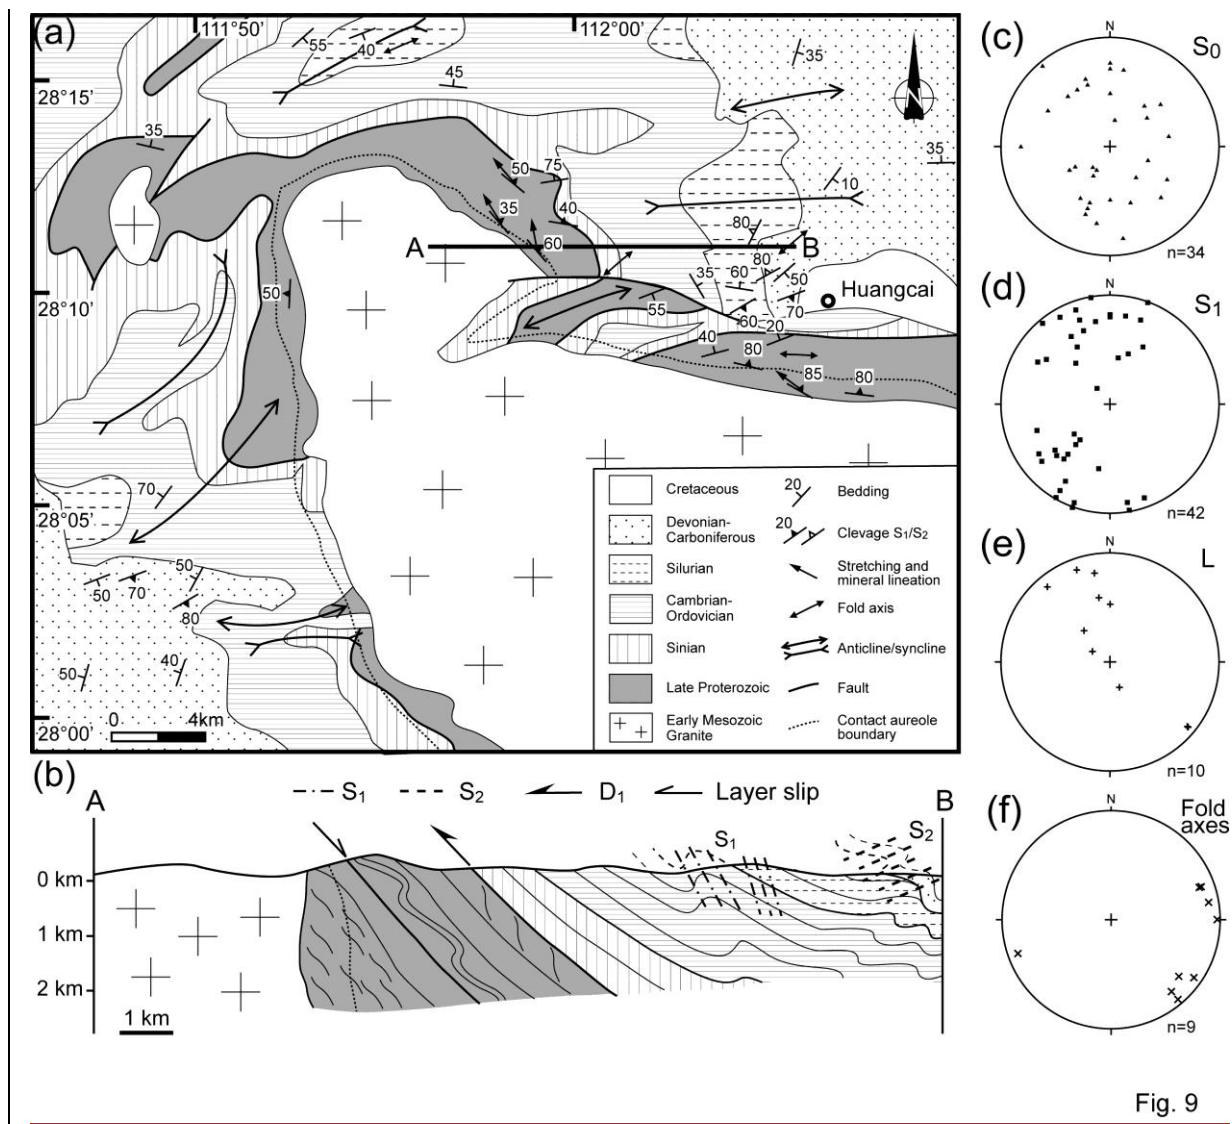 (a)
111°50'
112°00'
28°15'
28°10'
28°05'
28°00'
55
40
45
35
35
35
10
50
75
35
40
60
A
B
80
80
50
70
35
60
60
20
55
40
80
85
80
50
Huangcai
70
50
50
70
80
50
40
0 4km
Cretaceous
Devonian-
Carboniferous
Silurian
Cambrian-
Ordovician
Sinian
Late Proterozoic
Early Mesozoic
Granite
20
Bedding
20
Clevage S1/S2
Stretching and
mineral lineation
Fold axis
Anticline/syncline
Fault
Contact aureole
boundary
(b)
A
S1
S2
D1
Layer slip
B
S1
S2
0 km
1 km
2 km
1 km
(c)
N
S0
n=34
(d)
N
S1
n=42
(e)
N
L
n=10
(f)
N
Fold
axes
n=9
Fig. 9